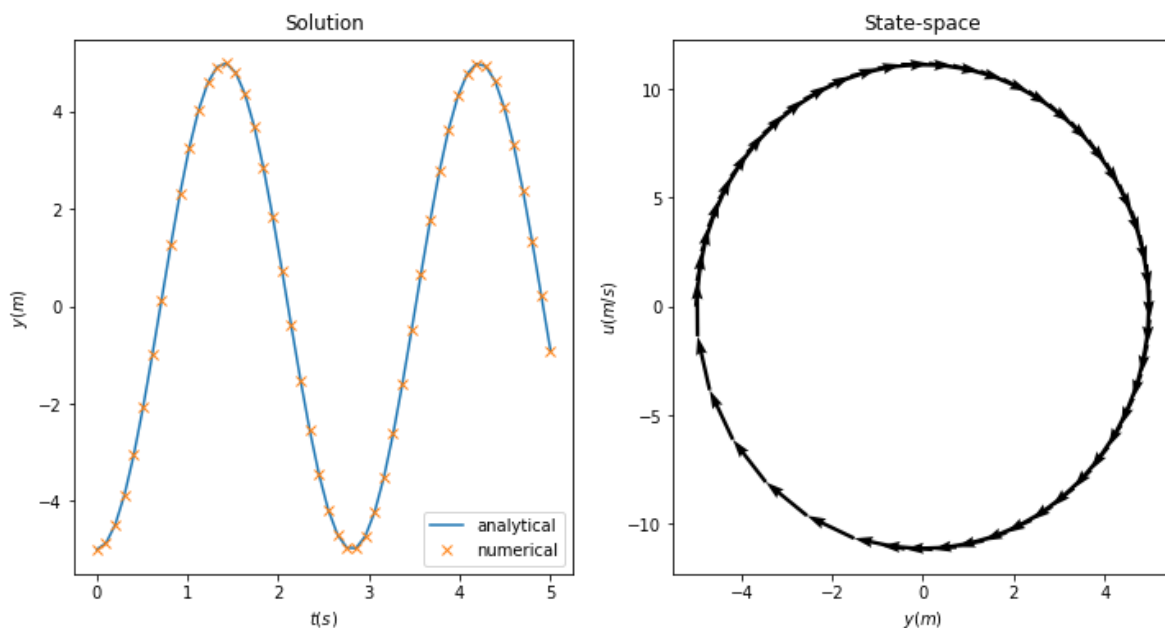 Solution
y(m)
4
2
0
−2
−4
analytical
numerical
0 1 2 3 4 5
t(s)
State-space
u(m/s)
10
5
0
−5
−10
−4 −2 0 2 4
y(m)